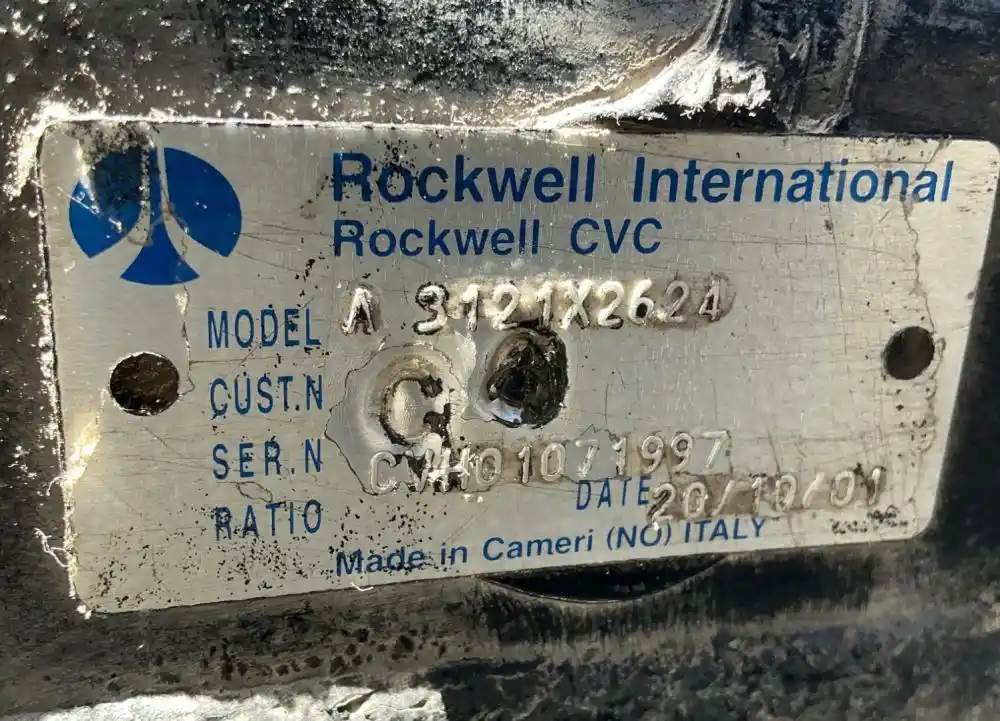 Rockwell International
Rockwell CVC
MODEL A 3121X2624
CUST.N
SER.N CVH01071997
RATIO
DATE 20/10/01
Made in Cameri (NO) ITALY